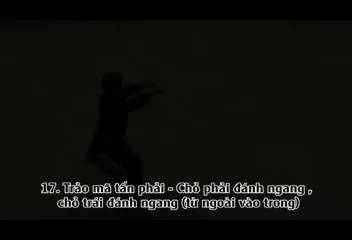 17. Trảo mã tấn phải - Chỏ phải đánh ngang ,
chỏ trái đánh ngang (từ ngoài vào trong)